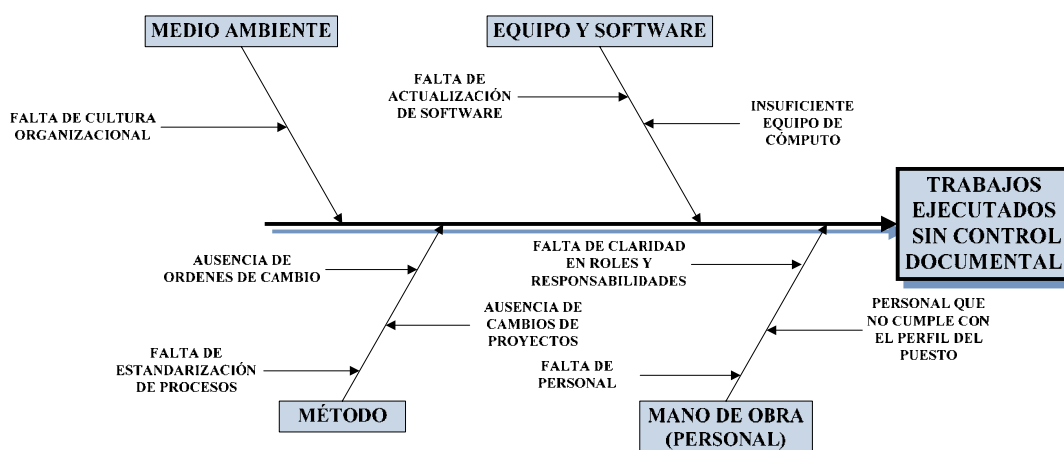 MEDIO AMBIENTE
EQUIPO Y SOFTWARE
FALTA DE CULTURA
ORGANIZACIONAL
FALTA DE
ACTUALIZACIÓN
DE SOFTWARE
INSUFICIENTE
EQUIPO DE
CÓMPUTO
TRABAJOS
EJECUTADOS
SIN CONTROL
DOCUMENTAL
AUSENCIA DE
ORDENES DE CAMBIO
AUSENCIA DE
CAMBIOS DE
PROYECTOS
FALTA DE
ESTANDARIZACIÓN
DE PROCESOS
MÉTODO
FALTA DE CLARIDAD
EN ROLES Y
RESPONSABILIDADES
PERSONAL QUE
NO CUMPLE CON
EL PERFIL DEL
PUESTO
FALTA DE
PERSONAL
MANO DE OBRA
(PERSONAL)